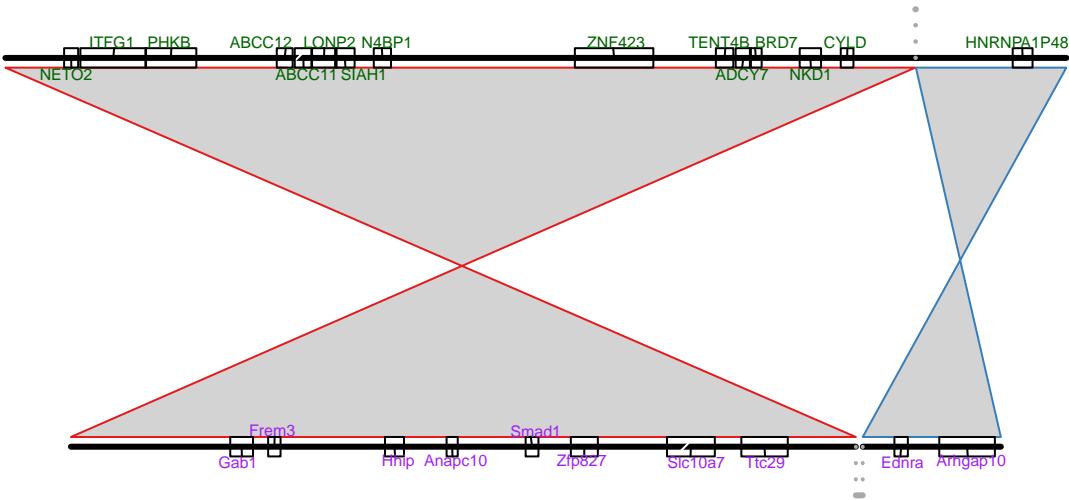 ITFG1 PHKB ABCC12 LONP2 N4BP1 ZNF423 TENT4B BRD7 CYLD HNRNPA1P48
NETO2 ABCC11 SIAH1 ADCY7 NKD1
Frem3 Smad1
Gab1 Hhip Anapc10 Zfp827 Slc10a7 Ttc29 Ednra Arhgap10